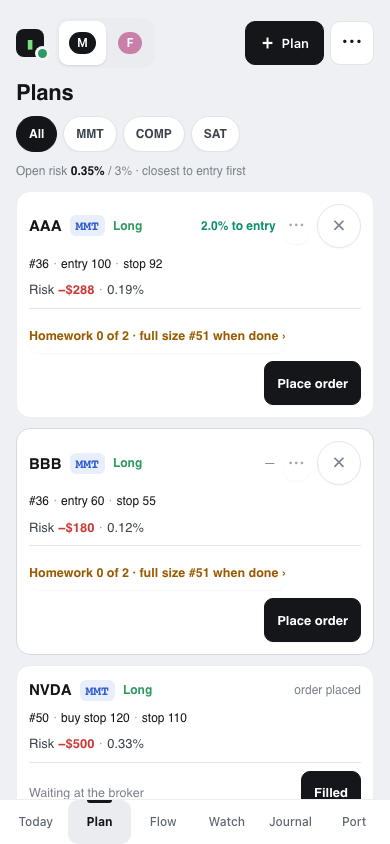 M F + Plan ···
Plans
All MMT COMP SAT
Open risk 0.35% / 3% · closest to entry first
AAA MMT Long 2.0% to entry ··· ×
#36 · entry 100 · stop 92
Risk –$288 · 0.19%
Homework 0 of 2 · full size #51 when done ›
Place order
BBB MMT Long — ··· ×
#36 · entry 60 · stop 55
Risk –$180 · 0.12%
Homework 0 of 2 · full size #51 when done ›
Place order
NVDA MMT Long order placed
#50 · buy stop 120 · stop 110
Risk –$500 · 0.33%
Waiting at the broker Filled
Today Plan Flow Watch Journal Port